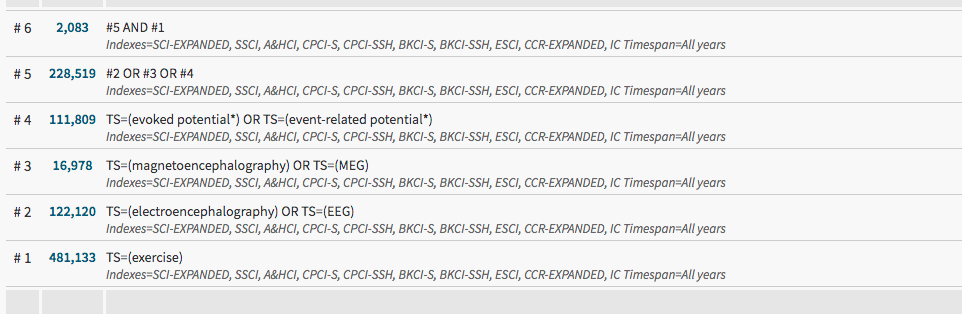 # 6 2,083 #5 AND #1
Indexes=SCI-EXPANDED, SSCI, A&HCI, CPCI-S, CPCI-SSH, BKCI-S, BKCI-SSH, ESCI, CCR-EXPANDED, IC Timespan=All years
# 5 228,519 #2 OR #3 OR #4
Indexes=SCI-EXPANDED, SSCI, A&HCI, CPCI-S, CPCI-SSH, BKCI-S, BKCI-SSH, ESCI, CCR-EXPANDED, IC Timespan=All years
# 4 111,809 TS=(evoked potential*) OR TS=(event-related potential*)
Indexes=SCI-EXPANDED, SSCI, A&HCI, CPCI-S, CPCI-SSH, BKCI-S, BKCI-SSH, ESCI, CCR-EXPANDED, IC Timespan=All years
# 3 16,978 TS=(magnetoencephalography) OR TS=(MEG)
Indexes=SCI-EXPANDED, SSCI, A&HCI, CPCI-S, CPCI-SSH, BKCI-S, BKCI-SSH, ESCI, CCR-EXPANDED, IC Timespan=All years
# 2 122,120 TS=(electroencephalography) OR TS=(EEG)
Indexes=SCI-EXPANDED, SSCI, A&HCI, CPCI-S, CPCI-SSH, BKCI-S, BKCI-SSH, ESCI, CCR-EXPANDED, IC Timespan=All years
# 1 481,133 TS=(exercise)
Indexes=SCI-EXPANDED, SSCI, A&HCI, CPCI-S, CPCI-SSH, BKCI-S, BKCI-SSH, ESCI, CCR-EXPANDED, IC Timespan=All years